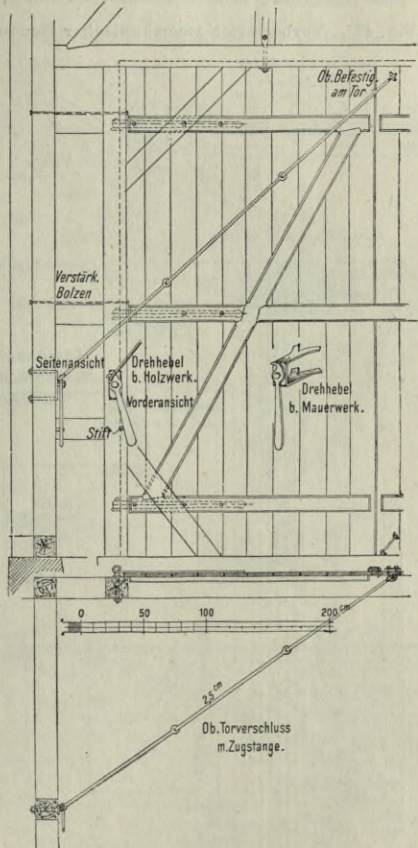 Ob. Befestig.
am Tor
Verstärk.
Bolzen
Seitenansicht
Drehhebel
b. Holzwerk.
Vorderansicht
Stift
Drehhebel
b. Mauerwerk.
0 50 100 200 cm
2,5 cm
Ob. Torverschluss
m. Zugstange.